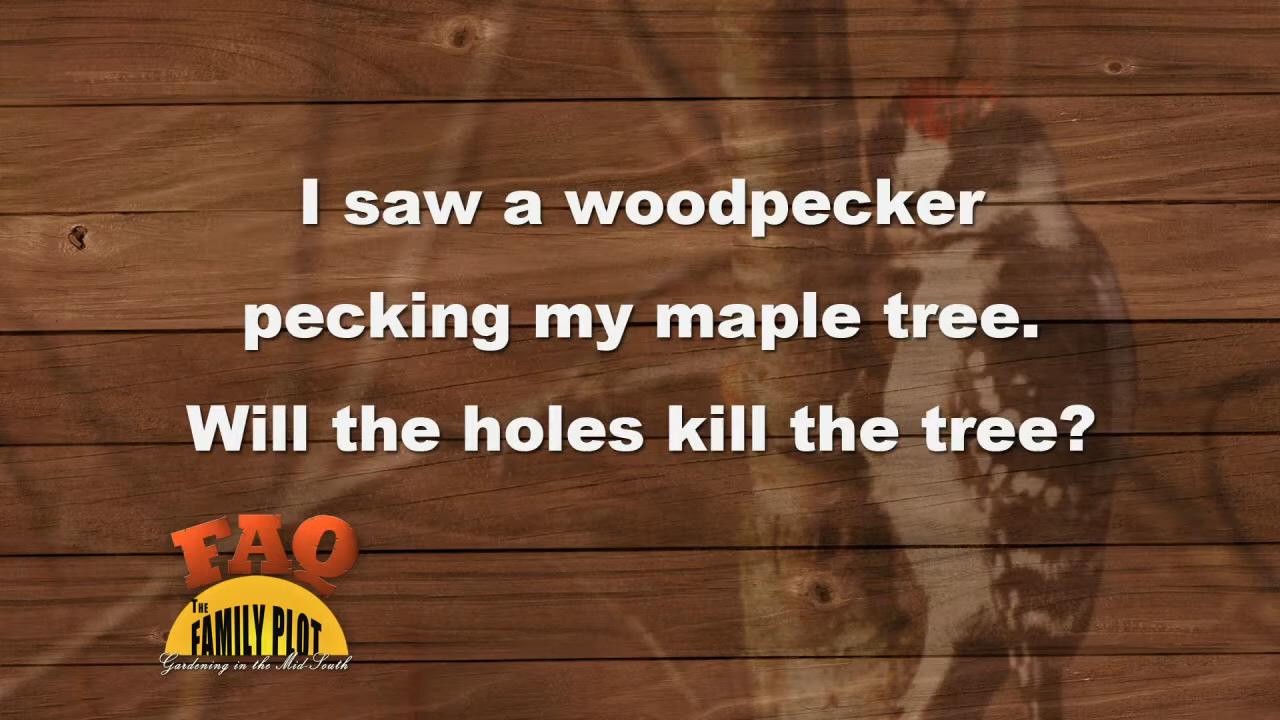 I saw a woodpecker
pecking my maple tree.
Will the holes kill the tree?
FAQ
THE
FAMILY PLOT
Gardening in the Mid-South